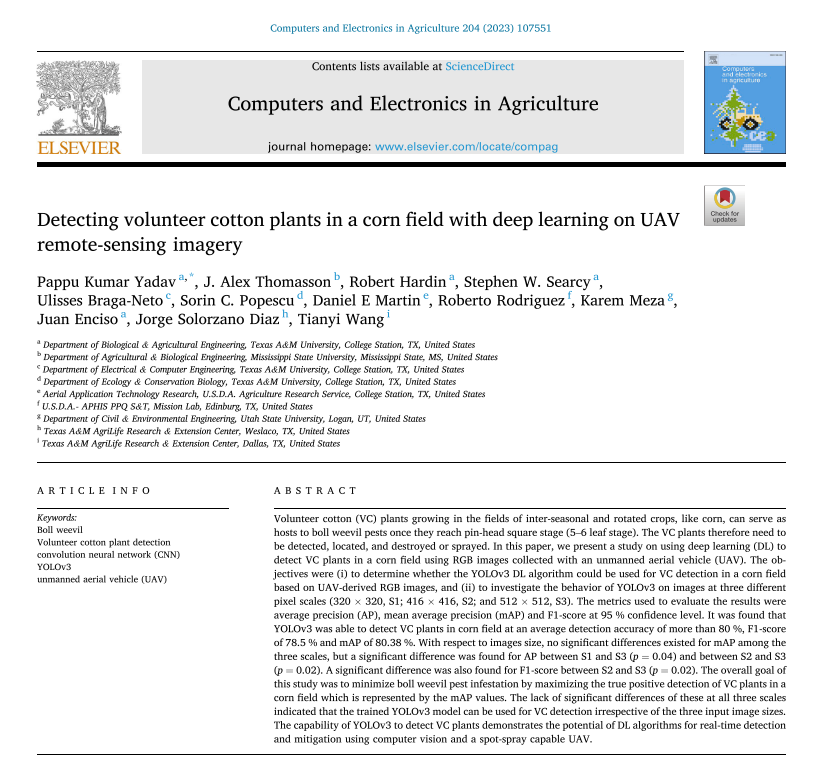 Computers and Electronics in Agriculture 204 (2023) 107551
Contents lists available at ScienceDirect
Computers and Electronics in Agriculture
journal homepage: www.elsevier.com/locate/compag
ELSEVIER
Computers
and electronics
in agriculture
Check for
updates
Detecting volunteer cotton plants in a corn field with deep learning on UAV
remote-sensing imagery
Pappu Kumar Yadav a,*, J. Alex Thomasson b, Robert Hardin a, Stephen W. Searcy a,
Ulisses Braga-Neto c, Sorin C. Popescu d, Daniel E Martin e, Roberto Rodriguez f, Karem Meza g,
Juan Enciso a, Jorge Solorzano Diaz h, Tianyi Wang i
a Department of Biological & Agricultural Engineering, Texas A&M University, College Station, TX, United States
b Department of Agricultural & Biological Engineering, Mississippi State University, Mississippi State, MS, United States
c Department of Electrical & Computer Engineering, Texas A&M University, College Station, TX, United States
d Department of Ecology & Conservation Biology, Texas A&M University, College Station, TX, United States
e Aerial Application Technology Research, U.S.D.A. Agriculture Research Service, College Station, TX, United States
f U.S.D.A.- APHIS PPQ S&T, Mission Lab, Edinburg, TX, United States
g Department of Civil & Environmental Engineering, Utah State University, Logan, UT, United States
h Texas A&M AgriLife Research & Extension Center, Weslaco, TX, United States
i Texas A&M AgriLife Research & Extension Center, Dallas, TX, United States
ARTICLE INFO
Keywords:
Boll weevil
Volunteer cotton plant detection
convolution neural network (CNN)
YOLOv3
unmanned aerial vehicle (UAV)
ABSTRACT
Volunteer cotton (VC) plants growing in the fields of inter-seasonal and rotated crops, like corn, can serve as
hosts to boll weevil pests once they reach pin-head square stage (5–6 leaf stage). The VC plants therefore need to
be detected, located, and destroyed or sprayed. In this paper, we present a study on using deep learning (DL) to
detect VC plants in a corn field using RGB images collected with an unmanned aerial vehicle (UAV). The ob-
jectives were (i) to determine whether the YOLOv3 DL algorithm could be used for VC detection in a corn field
based on UAV-derived RGB images, and (ii) to investigate the behavior of YOLOv3 on images at three different
pixel scales (320 × 320, S1; 416 × 416, S2; and 512 × 512, S3). The metrics used to evaluate the results were
average precision (AP), mean average precision (mAP) and F1-score at 95 % confidence level. It was found that
YOLOv3 was able to detect VC plants in corn field at an average detection accuracy of more than 80 %, F1-score
of 78.5 % and mAP of 80.38 %. With respect to images size, no significant differences existed for mAP among the
three scales, but a significant difference was found for AP between S1 and S3 (p = 0.04) and between S2 and S3
(p = 0.02). A significant difference was also found for F1-score between S2 and S3 (p = 0.02). The overall goal of
this study was to minimize boll weevil pest infestation by maximizing the true positive detection of VC plants in a
corn field which is represented by the mAP values. The lack of significant differences of these at all three scales
indicated that the trained YOLOv3 model can be used for VC detection irrespective of the three input image sizes.
The capability of YOLOv3 to detect VC plants demonstrates the potential of DL algorithms for real-time detection
and mitigation using computer vision and a spot-spray capable UAV.